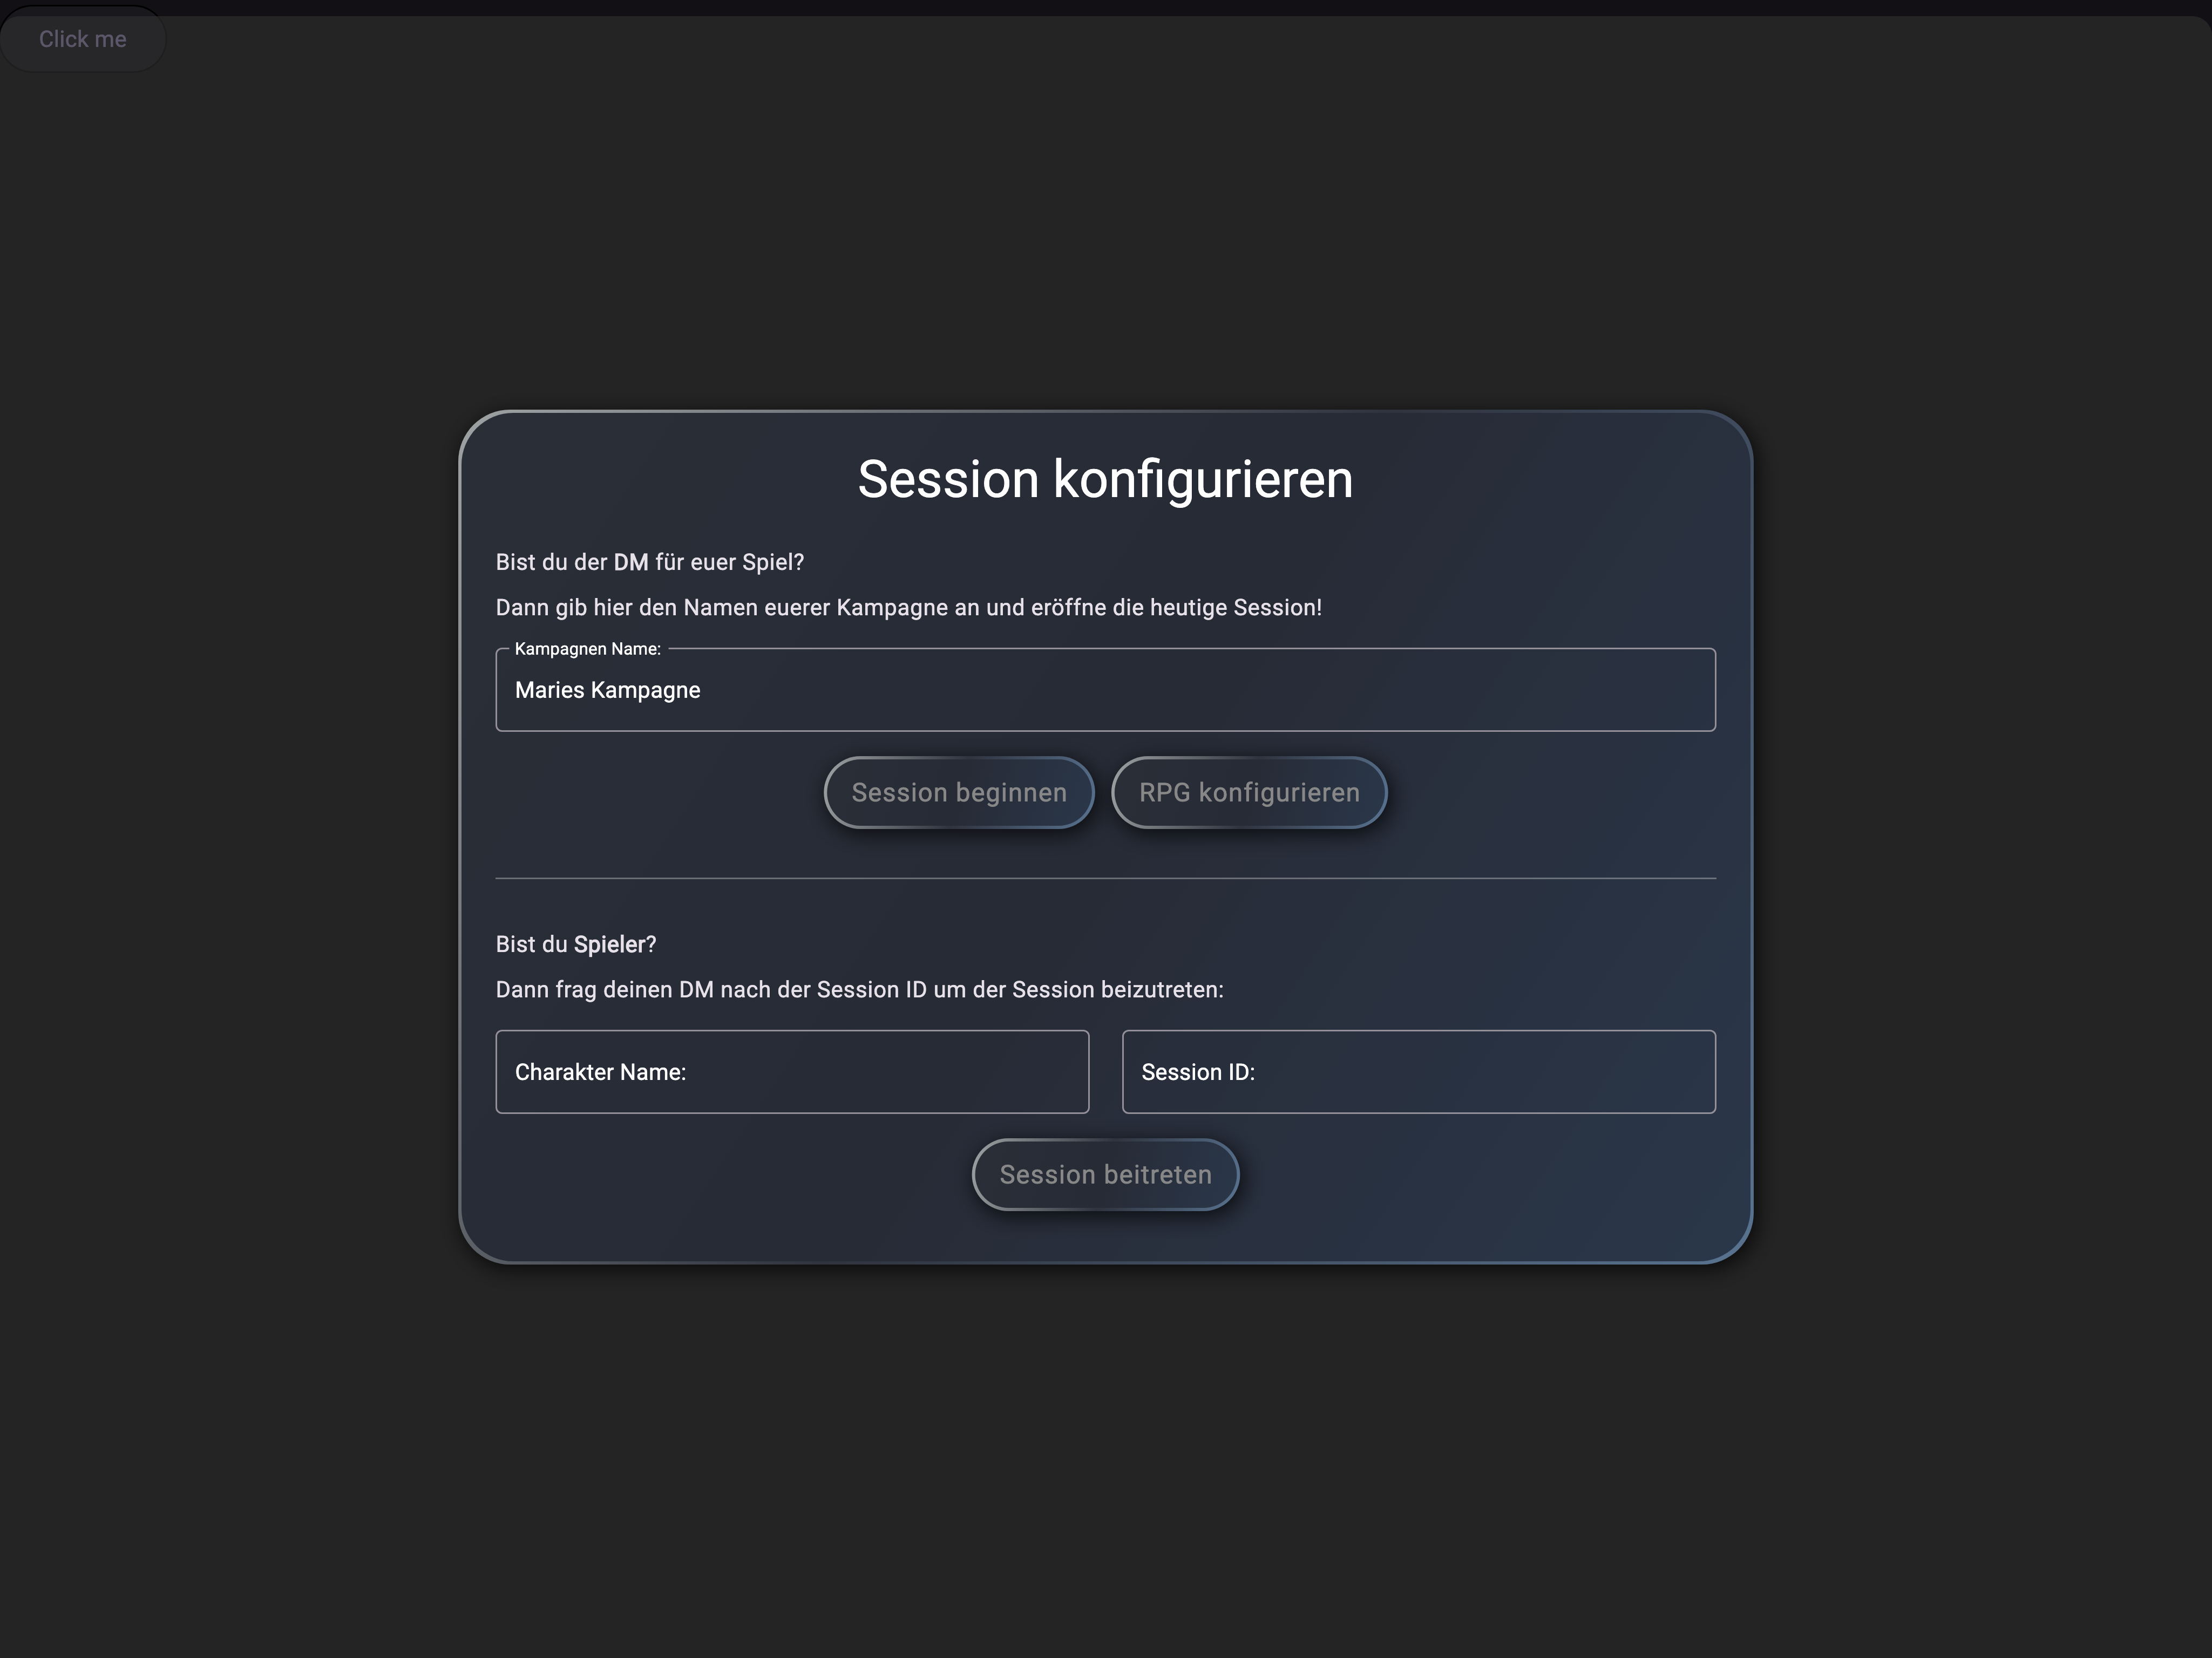 Click me
Session konfigurieren
Bist du der DM für euer Spiel?
Dann gib hier den Namen euerer Kampagne an und eröffne die heutige Session!
Kampagnen Name:
Maries Kampagne
Session beginnen RPG konfigurieren
Bist du Spieler?
Dann frag deinen DM nach der Session ID um der Session beizutreten:
Charakter Name: Session ID:
Session beitreten